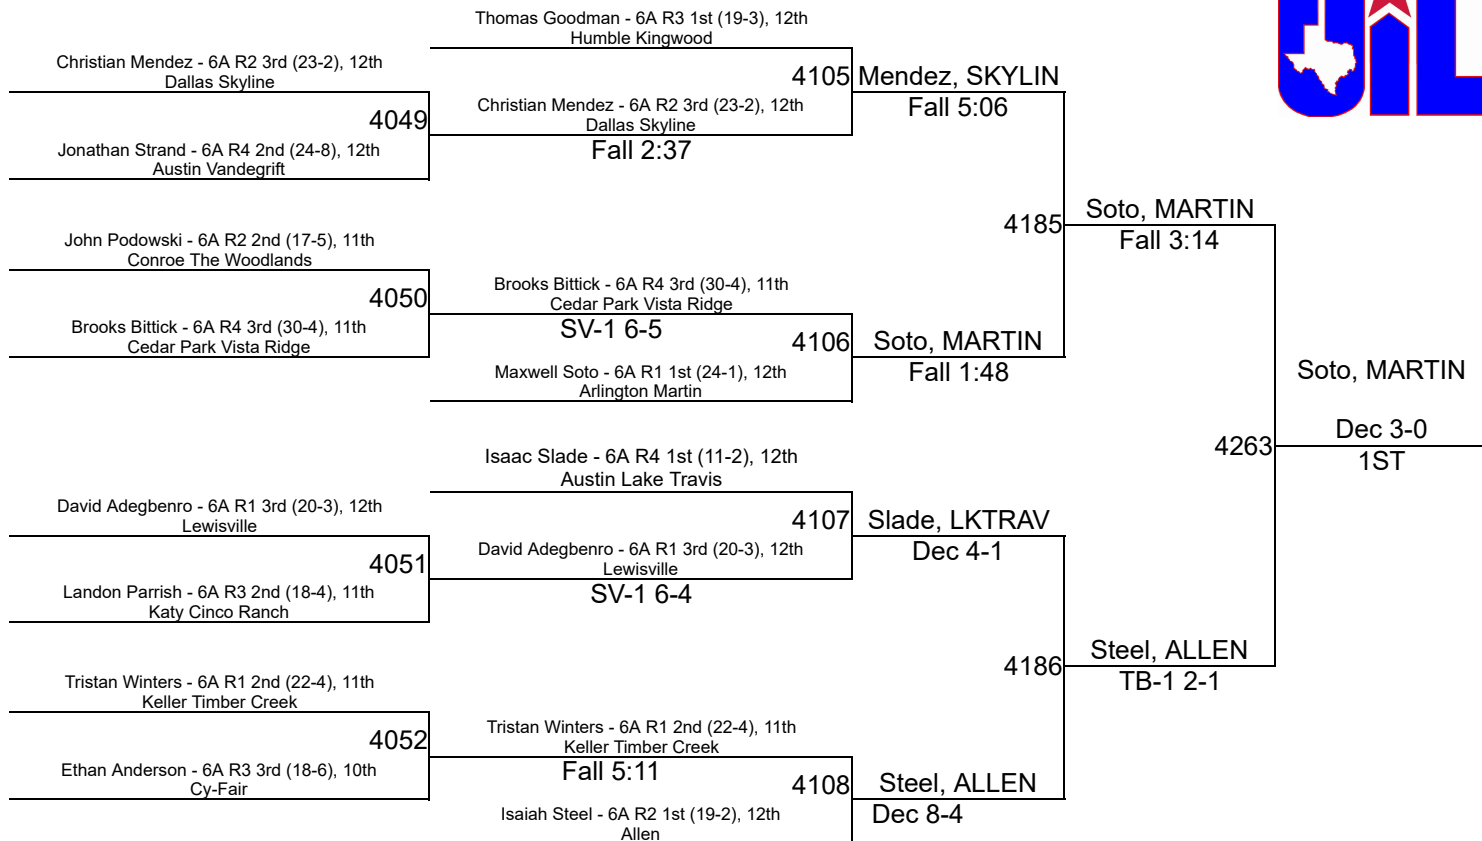 Thomas Goodman - 6A R3 1st (19-3), 12th
Humble Kingwood
Christian Mendez - 6A R2 3rd (23-2), 12th
Dallas Skyline
4105
Mendez, SKYLIN
Fall 5:06
4049
Christian Mendez - 6A R2 3rd (23-2), 12th
Dallas Skyline
Fall 2:37
Jonathan Strand - 6A R4 2nd (24-8), 12th
Austin Vandegrift
4185
Soto, MARTIN
Fall 3:14
John Podowski - 6A R2 2nd (17-5), 11th
Conroe The Woodlands
4050
Brooks Bittick - 6A R4 3rd (30-4), 11th
Cedar Park Vista Ridge
SV-1 6-5
Brooks Bittick - 6A R4 3rd (30-4), 11th
Cedar Park Vista Ridge
4106
Soto, MARTIN
Fall 1:48
Maxwell Soto - 6A R1 1st (24-1), 12th
Arlington Martin
Soto, MARTIN
4263
Dec 3-0
1ST
Isaac Slade - 6A R4 1st (11-2), 12th
Austin Lake Travis
David Adegbenro - 6A R1 3rd (20-3), 12th
Lewisville
4107
Slade, LKTRAV
Dec 4-1
4051
David Adegbenro - 6A R1 3rd (20-3), 12th
Lewisville
SV-1 6-4
Landon Parrish - 6A R3 2nd (18-4), 11th
Katy Cinco Ranch
4186
Steel, ALLEN
TB-1 2-1
Tristan Winters - 6A R1 2nd (22-4), 11th
Keller Timber Creek
4052
Tristan Winters - 6A R1 2nd (22-4), 11th
Keller Timber Creek
Fall 5:11
Ethan Anderson - 6A R3 3rd (18-6), 10th
Cy-Fair
4108
Steel, ALLEN
Dec 8-4
Isaiah Steel - 6A R2 1st (19-2), 12th
Allen
UIL